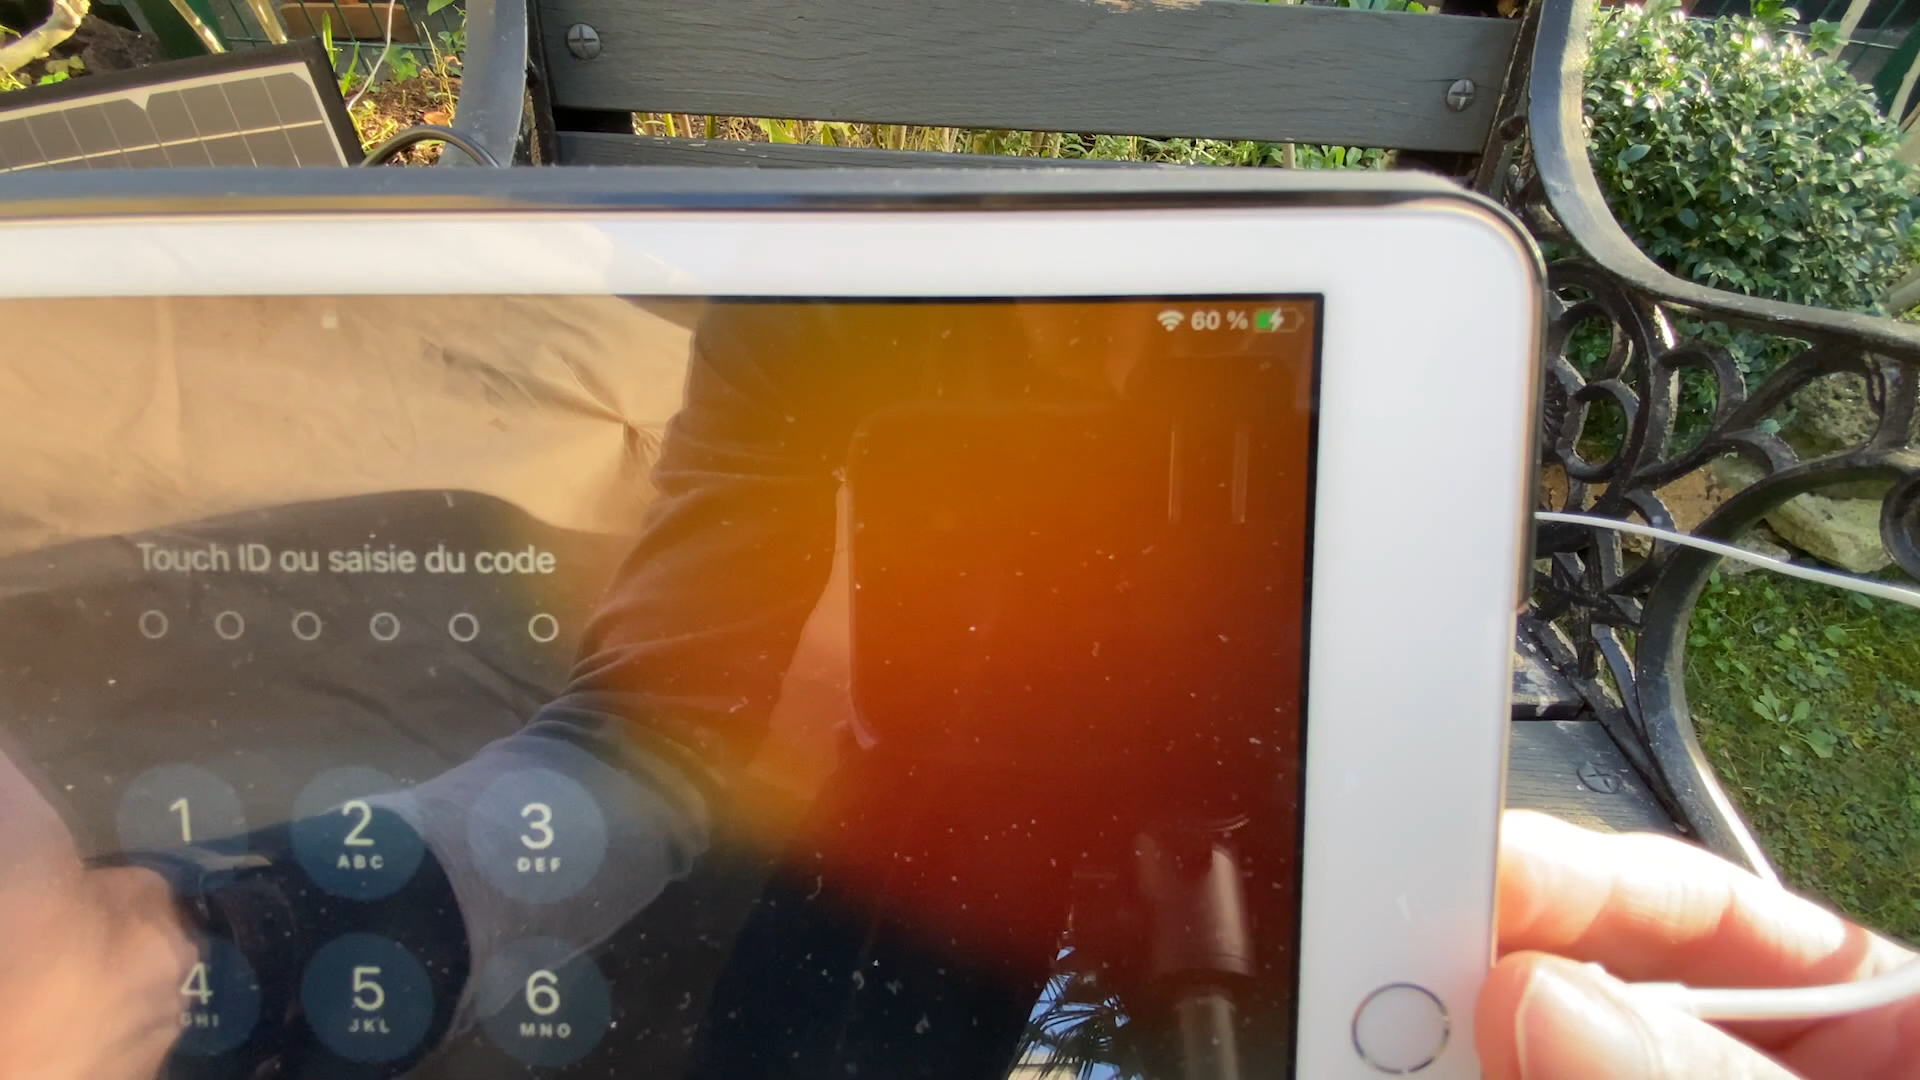 60 %
Touch ID ou saisie du code
1
2
ABC
3
DEF
4
GHI
5
JKL
6
MNO